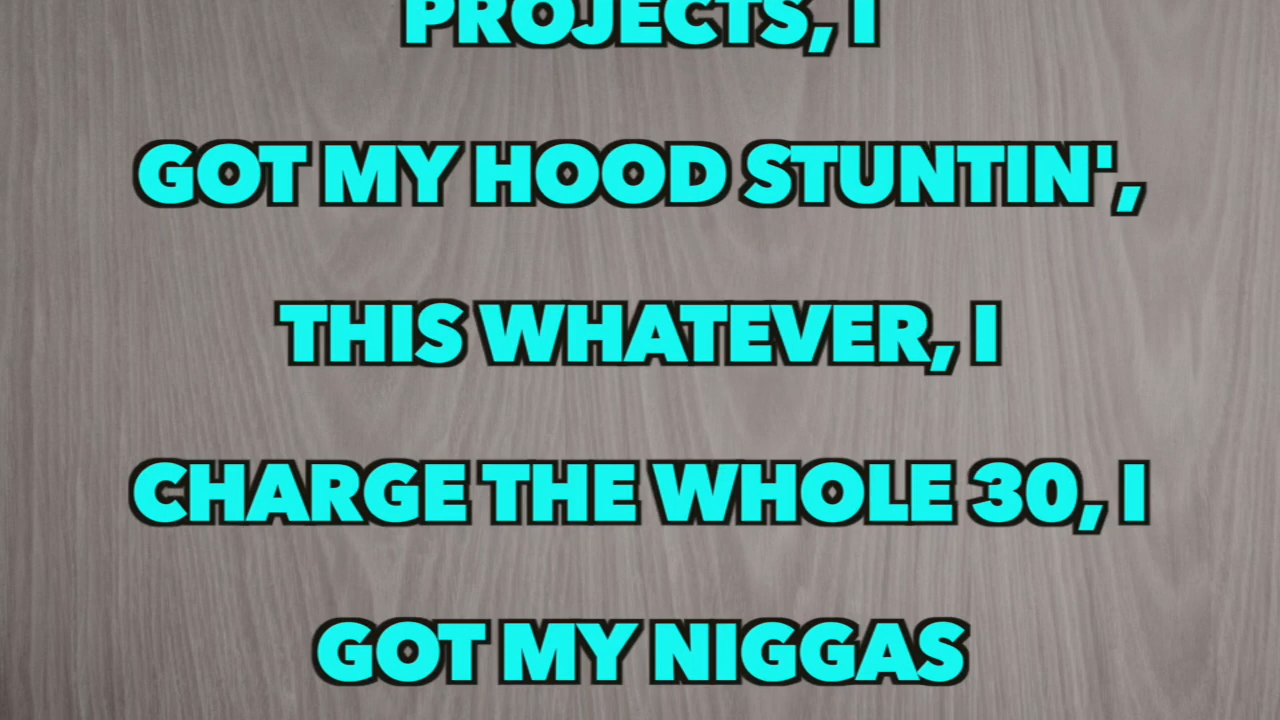 PROJECTS, I
GOT MY HOOD STUNTIN',
THIS WHATEVER, I
CHARGE THE WHOLE 30, I
GOT MY NIGGAS